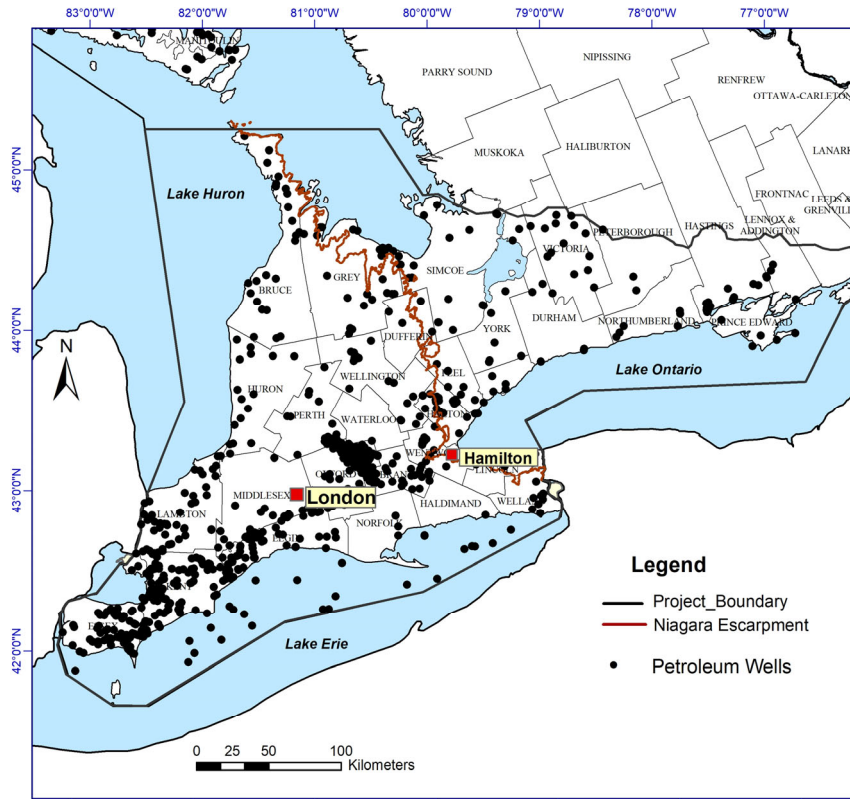 83°0'0"W 82°0'0"W 81°0'0"W 80°0'0"W 79°0'0"W 78°0'0"W 77°0'0"W
NIPISSING
PARRY SOUND
RENFREW
OTTAWA-CARLETON
MUSKOKA
HALIBURTON
LANARK
45°0'0"N
Lake Huron
FRONTNAC
LEEDS &
GRENVILL
LENNOX &
ADDINGTON
HASTINGS
PETERBOROUGH
VICTORIA
SIMCOE
GREY
BRUCE
DURHAM
NORTHUMBERLAND
PRINCE EDWARD
YORK
44°0'0"N
DUFFERIN
N
WELLINGTON
Lake Ontario
HURON
PERTH
WATERLOO
Hamilton
LINCOLN
43°0'0"N
MIDDLESEX
London
LAMBTON
HALDIMAND
NORFOLK
Legend
Project_Boundary
Niagara Escarpment
Petroleum Wells
Lake Erie
42°0'0"N
0 25 50 100
Kilometers